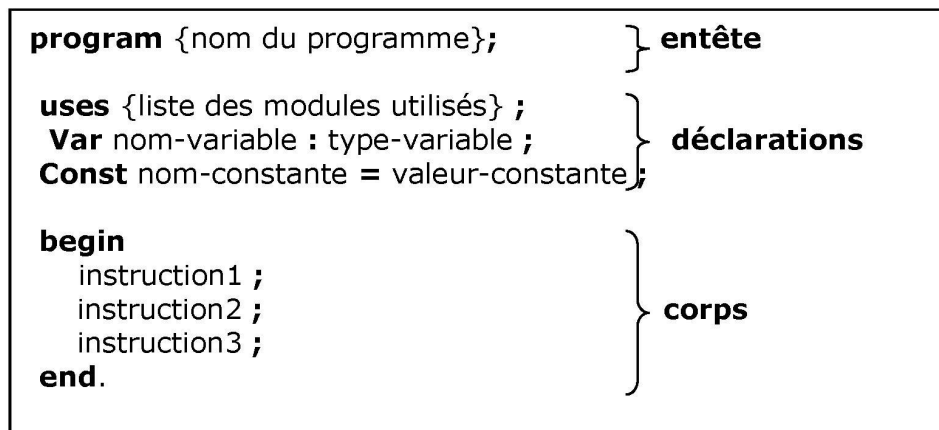 program {nom du programme}; entête
uses {liste des modules utilisés} ;
Var nom-variable : type-variable ; déclarations
Const nom-constante = valeur-constante ;
begin
instruction1 ;
instruction2 ;
corps
instruction3 ;
end.